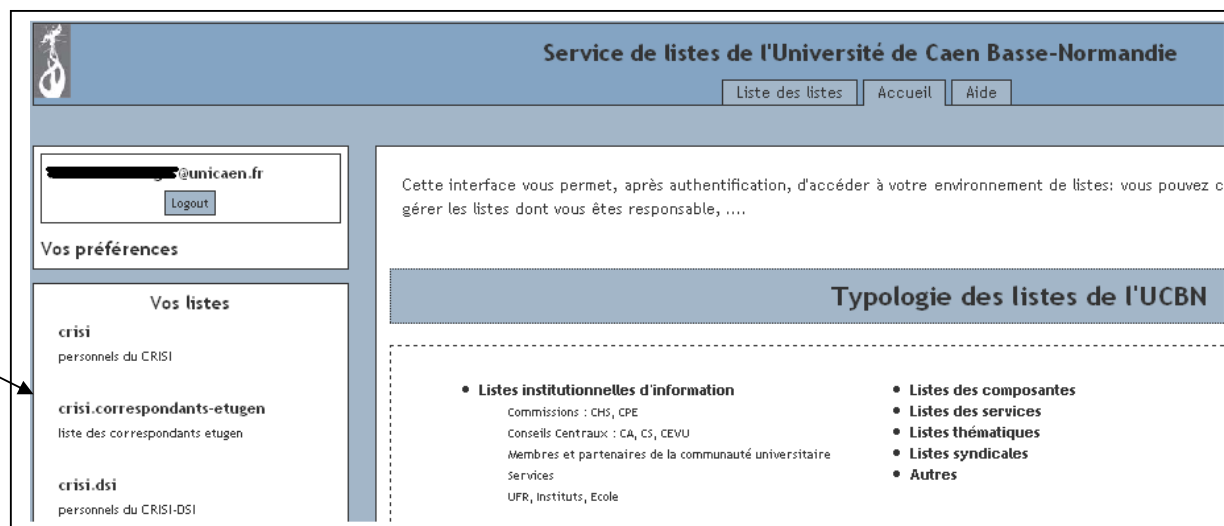 Service de listes de l'Université de Caen Basse-Normandie
Liste des listes
Accueil
Aide
@unicaen.fr
Logout
Vos préférences
Vos listes
crisi
personnels du CRISI
crisi.correspondants-etugen
liste des correspondants etugen
crisi.dsi
personnels du CRISI-DSI
Cette interface vous permet, après authentification, d'accéder à votre environnement de listes: vous pouvez c
gérer les listes dont vous êtes responsable, ....
Typologie des listes de l'UCBN
Listes institutionnelles d'information
Commissions : CHS, CPE
Conseils Centraux : CA, CS, CEVU
Membres et partenaires de la communauté universitaire
Services
UFR, Instituts, Ecole
Listes des composantes
Listes des services
Listes thématiques
Listes syndicales
Autres